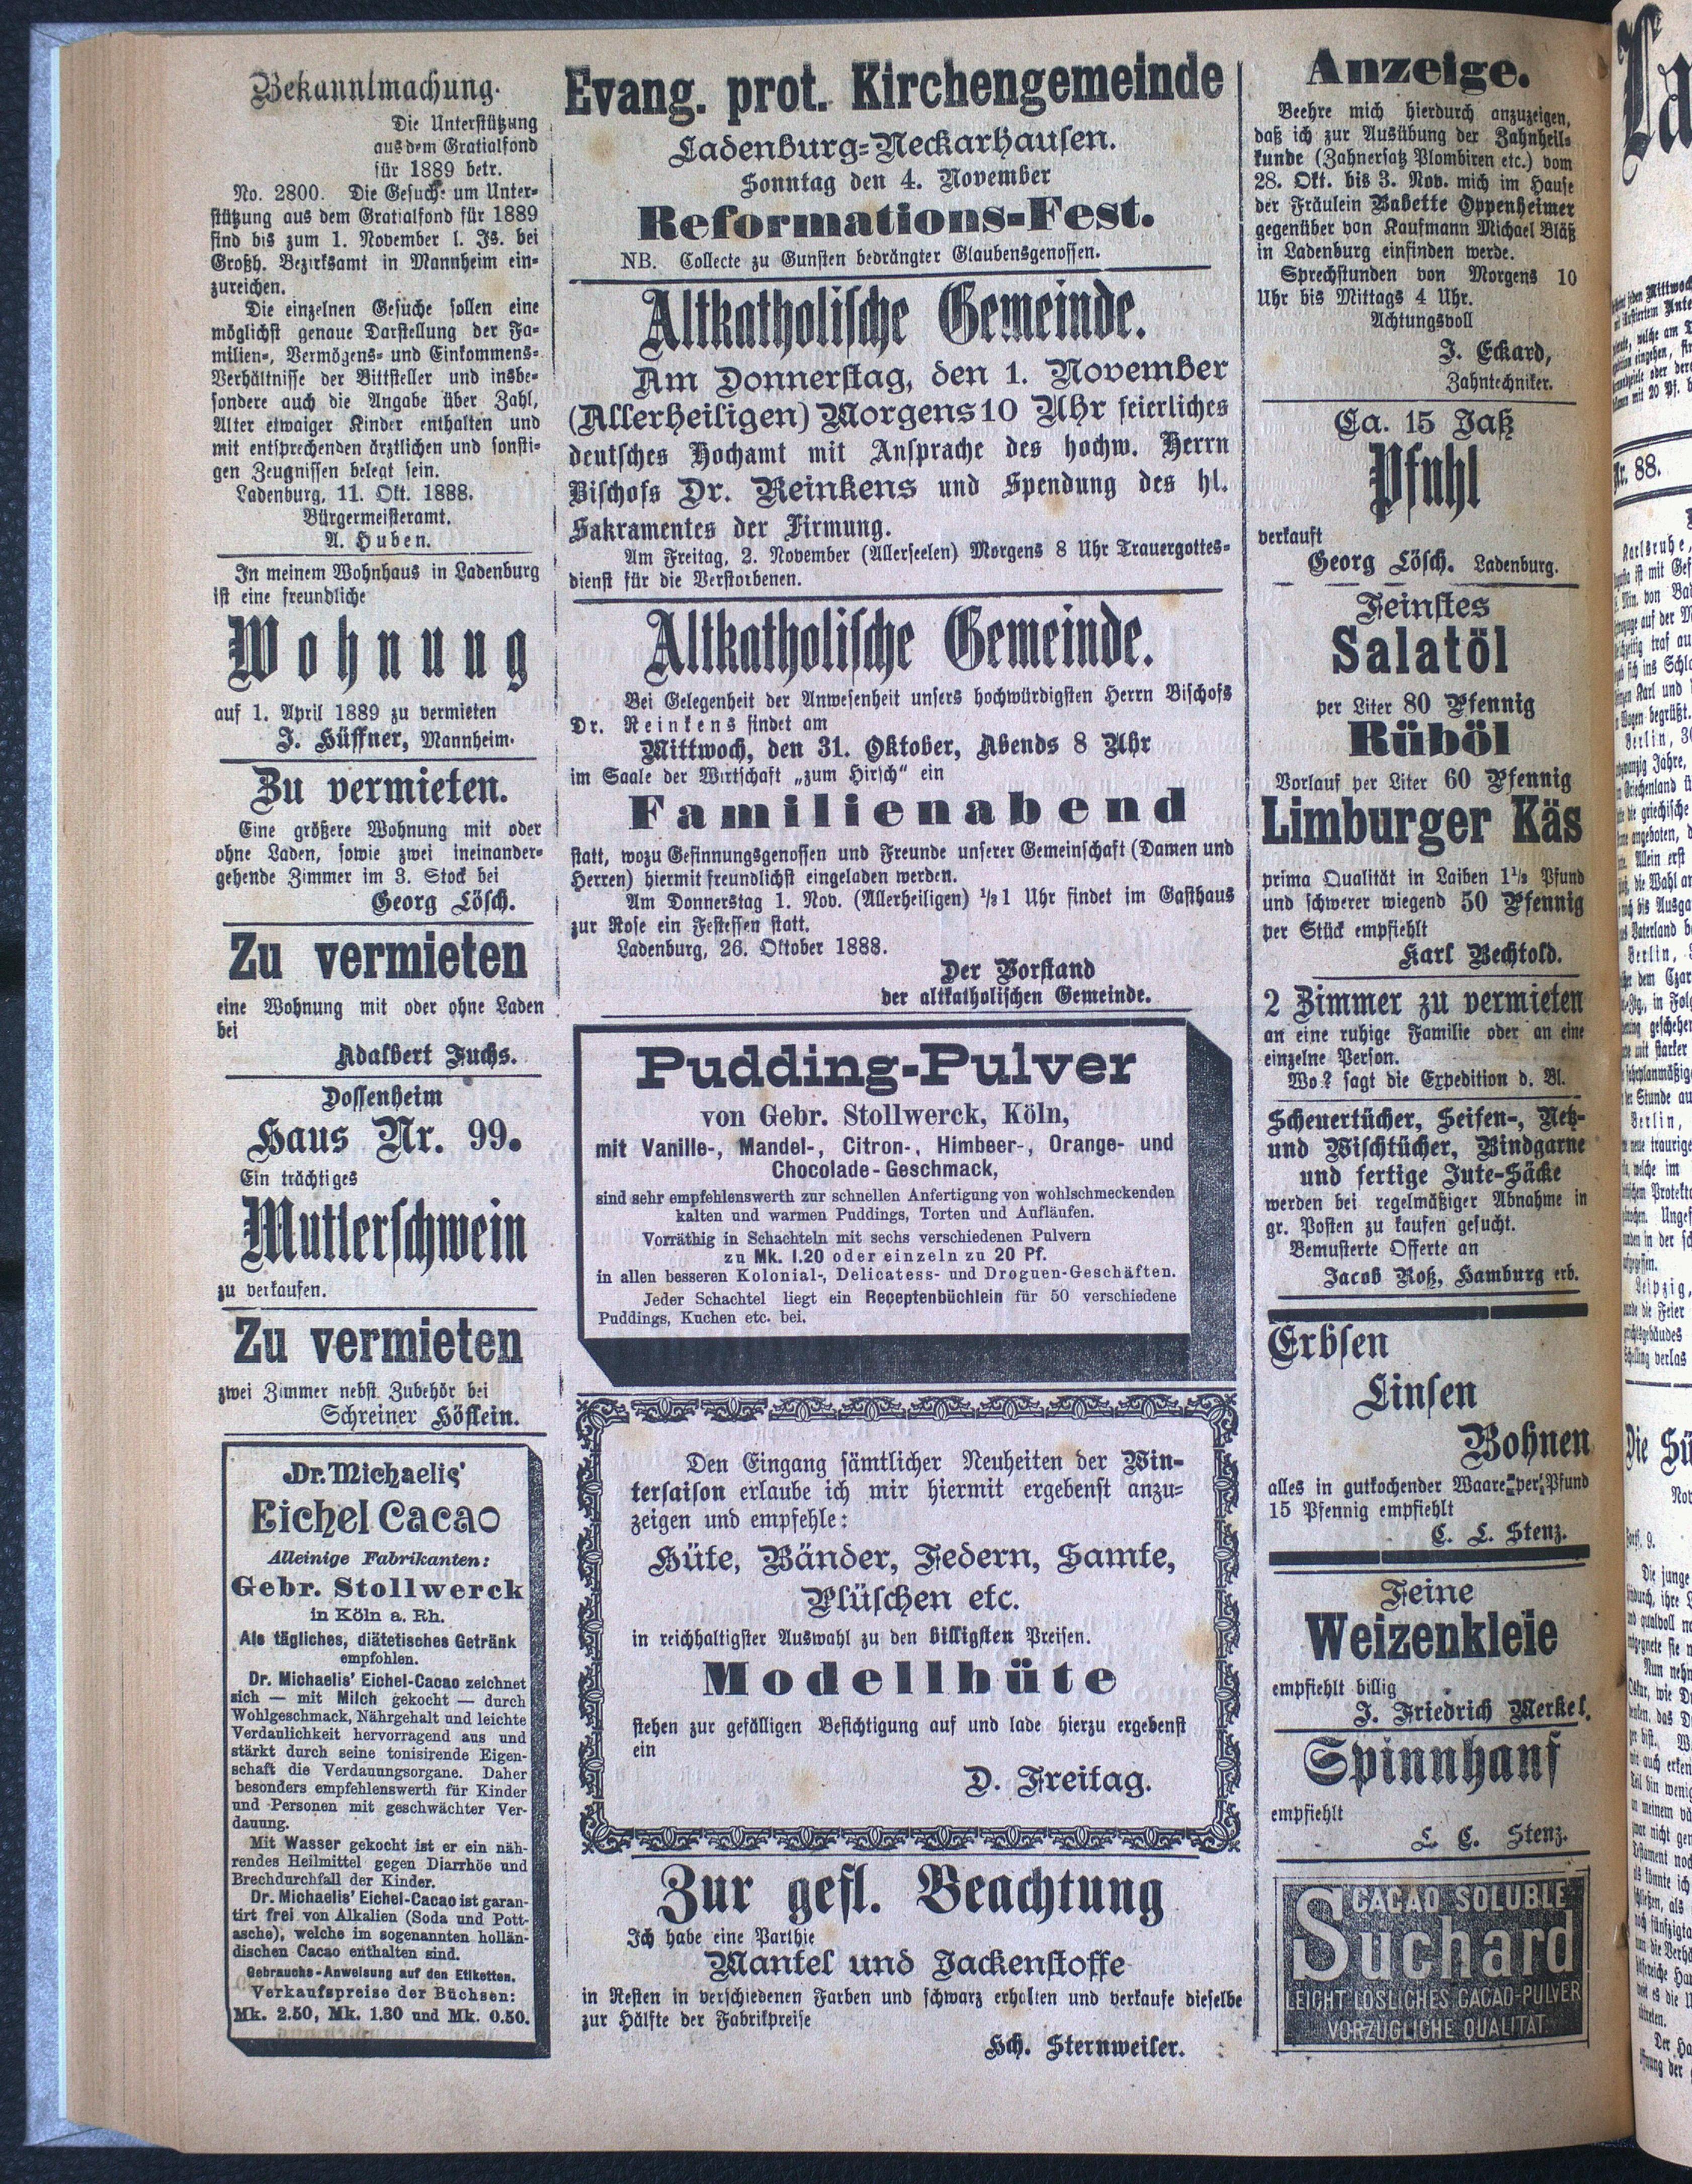 Bekanntmachung.
Die Unterstützung
aus dem Gratialfond
für 1889 betr.
No. 2800. Die Gesuche um Unter-
stützung aus dem Gratialfond für 1889
sind bis zum 1. November l. Js. bei
Großh. Bezirksamt in Mannheim ein-
zureichen.
Die einzelnen Gesuche sollen eine
möglichst genaue Darstellung der Fa-
milien-, Vermögens- und Einkommens-
Verhältnisse der Bittsteller und insbe-
sondere auch die Angabe über Zahl,
Alter etwaiger Kinder enthalten und
mit entsprechenden ärztlichen und sonsti-
gen Zeugnissen belegt sein.
Ladenburg, 11. Okt. 1888.
Bürgermeisteramt.
A. Huben.
In meinem Wohnhaus in Ladenburg
ist eine freundliche
Wohnung
auf 1. April 1889 zu vermieten
J. Hüffner, Mannheim.
Zu vermieten.
Eine größere Wohnung mit oder
ohne Laden, sowie zwei ineinander-
gehende Zimmer im 3. Stock bei
Georg Lösch.
Zu vermieten
eine Wohnung mit oder ohne Laden
bei
Adalbert Fuchs.
Dossenheim
Haus Nr. 99.
Ein trächtiges
Mutterschwein
zu verkaufen.
Zu vermieten
zwei Zimmer nebst Zubehör bei
Schreiner Höflein.
Dr. Michaelis'
Eichel Cacao
Alleinige Fabrikanten:
Gebr. Stollwerck
in Köln a. Rh.
Als tägliches, diätetisches Getränk
empfohlen.
Dr. Michaelis' Eichel-Cacao zeichnet
sich — mit Milch gekocht — durch
Wohlgeschmack, Nährgehalt und leichte
Verdaulichkeit hervorragend aus und
stärkt durch seine tonisirende Eigen-
schaft die Verdauungsorgane. Daher
besonders empfehlenswerth für Kinder
und Personen mit geschwächter Ver-
dauung.
Mit Wasser gekocht ist er ein näh-
rendes Heilmittel gegen Diarrhöe und
Brechdurchfall der Kinder.
Dr. Michaelis' Eichel-Cacao ist garan-
tirt frei von Alkalien (Soda und Pott-
asche), welche im sogenannten hollän-
dischen Cacao enthalten sind.
Gebrauchs-Anweisung auf den Etiketten.
Verkaufspreise der Büchsen:
Mk. 2.50, Mk. 1.30 und Mk. 0.50.
Evang. prot. Kirchengemeinde
Ladenburg-Neckarhausen.
Sonntag den 4. November
Reformations-Fest.
NB. Collecte zu Gunsten bedrängter Glaubensgenossen.
Altkatholische Gemeinde.
Am Donnerstag, den 1. November
(Allerheiligen) Morgens 10 Uhr feierliches
deutsches Hochamt mit Ansprache des hochw. Herrn
Bischofs Dr. Reinkens und Spendung des hl.
Sakramentes der Firmung.
Am Freitag, 2. November (Allerseelen) Morgens 8 Uhr Trauergottes-
dienst für die Verstorbenen.
Altkatholische Gemeinde.
Bei Gelegenheit der Anwesenheit unsers hochwürdigsten Herrn Bischofs
Dr. Reinkens findet am
Mittwoch, den 31. Oktober, Abends 8 Uhr
im Saale der Wirtschaft „zum Hirsch“ ein
Familienabend
statt, wozu Gesinnungsgenossen und Freunde unserer Gemeinschaft (Damen und
Herren) hiermit freundlichst eingeladen werden.
Am Donnerstag 1. Nov. (Allerheiligen) ½1 Uhr findet im Gasthaus
zur Rose ein Festessen statt.
Ladenburg, 26. Oktober 1888.
Der Vorstand
der altkatholischen Gemeinde.
Pudding-Pulver
von Gebr. Stollwerck, Köln,
mit Vanille-, Mandel-, Citron-, Himbeer-, Orange- und
Chocolade-Geschmack,
sind sehr empfehlenswerth zur schnellen Anfertigung von wohlschmeckenden
kalten und warmen Puddings, Torten und Aufläufen.
Vorräthig in Schachteln mit sechs verschiedenen Pulvern
zu Mk. 1.20 oder einzeln zu 20 Pf.
in allen besseren Kolonial-, Delicatess- und Droguen-Geschäften.
Jeder Schachtel liegt ein Receptenbüchlein für 50 verschiedene
Puddings, Kuchen etc. bei.
Den Eingang sämtlicher Neuheiten der Win-
tersaison erlaube ich mir hiermit ergebenst anzu-
zeigen und empfehle:
Hüte, Bänder, Federn, Samte,
Plüschen etc.
in reichhaltigster Auswahl zu den billigsten Preisen.
Modellhüte
stehen zur gefälligen Besichtigung auf und lade hierzu ergebenst
ein
D. Freitag.
Zur gefl. Beachtung
Ich habe eine Parthie
Mantel und Jackenstoffe
in Resten in verschiedenen Farben und schwarz erhalten und verkaufe dieselbe
zur Hälfte der Fabrikpreise
Hch. Sternweiler.
Anzeige.
Beehre mich hierdurch anzuzeigen,
daß ich zur Ausübung der Zahnheil-
kunde (Zahnersatz Plombiren etc.) vom
28. Okt. bis 3. Nov. mich im Hause
der Fräulein Babette Oppenheimer
gegenüber von Kaufmann Michael Bläß
in Ladenburg einfinden werde.
Sprechstunden von Morgens 10
Uhr bis Mittags 4 Uhr.
Achtungsvoll
J. Eckard,
Zahntechniker.
Ca. 15 Faß
Pfuhl
verkauft
Georg Lösch. Ladenburg.
Feinstes
Salatöl
per Liter 80 Pfennig
Rüböl
Vorlauf per Liter 60 Pfennig
Limburger Käs
prima Qualität in Laiben 1½ Pfund
und schwerer wiegend 50 Pfennig
per Stück empfiehlt
Karl Bechtold.
2 Zimmer zu vermieten
an eine ruhige Familie oder an eine
einzelne Person.
Wo? sagt die Expedition d. Bl.
Scheuertücher, Seifen-, Netz-
und Wischtücher, Bindgarne
und fertige Jute-Säcke
werden bei regelmäßiger Abnahme in
gr. Posten zu kaufen gesucht.
Bemusterte Offerte an
Jacob Roß, Hamburg erb.
Erbsen
Linsen
Bohnen
alles in gutkochender Waare per Pfund
15 Pfennig empfiehlt
C. L. Stenz.
Feine
Weizenkleie
empfiehlt billig
J. Friedrich Merkel.
Spinnhanf
empfiehlt
L. C. Stenz.
CACAO SOLUBLE
Suchard
LEICHT LÖSLICHES CACAO-PULVER
VORZÜGLICHE QUALITÄT
Nr. 88.